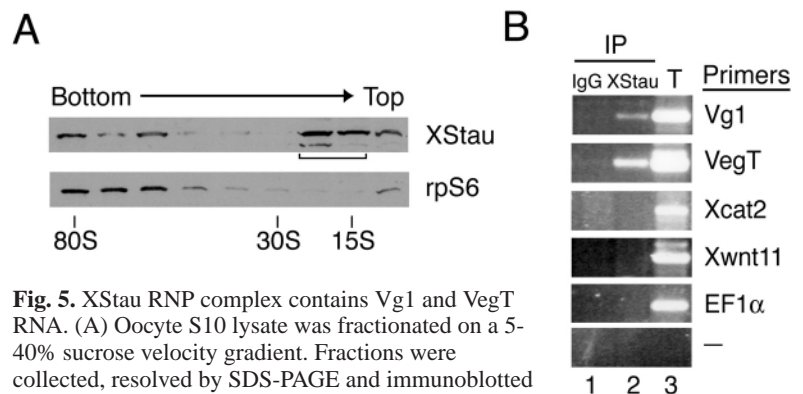 A
Bottom Top
XStau
rpS6
80S 30S 15S
Fig. 5. XStau RNP complex contains Vg1 and VegT
RNA. (A) Oocyte S10 lysate was fractionated on a 5-
40% sucrose velocity gradient. Fractions were
collected, resolved by SDS-PAGE and immunoblotted
B
IP
IgG XStau T Primers
Vg1
VegT
Xcat2
Xwnt11
EF1α
—
1 2 3